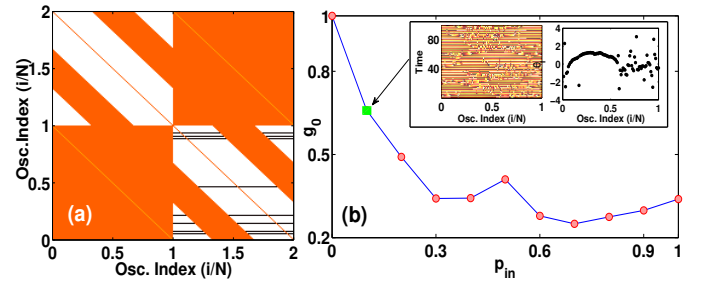 2
1.5
1
0.5
0
Osc.Index (i/N)
(a)
0 0.5 1 1.5 2
Osc. Index (i/N)
1
0.8
0.4
0.2
g0
(b)
0 0.3 0.6 0.9 1
pin
80
40
Time
0 0.5 1
Osc. Index (i/N)
4
2
0
−2
−4
0 0.5 1
Osc. Index (i/N)